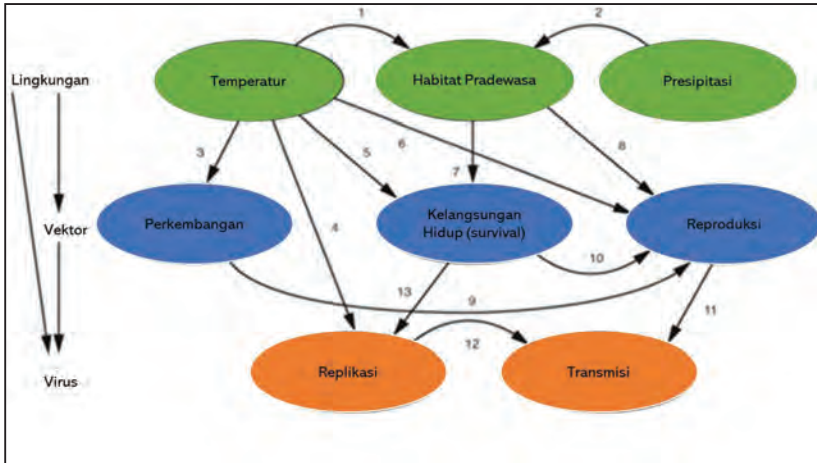 1
2
Lingkungan
Temperatur
Habitat Pradewasa
Presipitasi
3
5
6
7
8
4
Vektor
Perkembangan
Kelangsungan
Hidup (survival)
Reproduksi
10
13
9
11
12
Virus
Replikasi
Transmisi